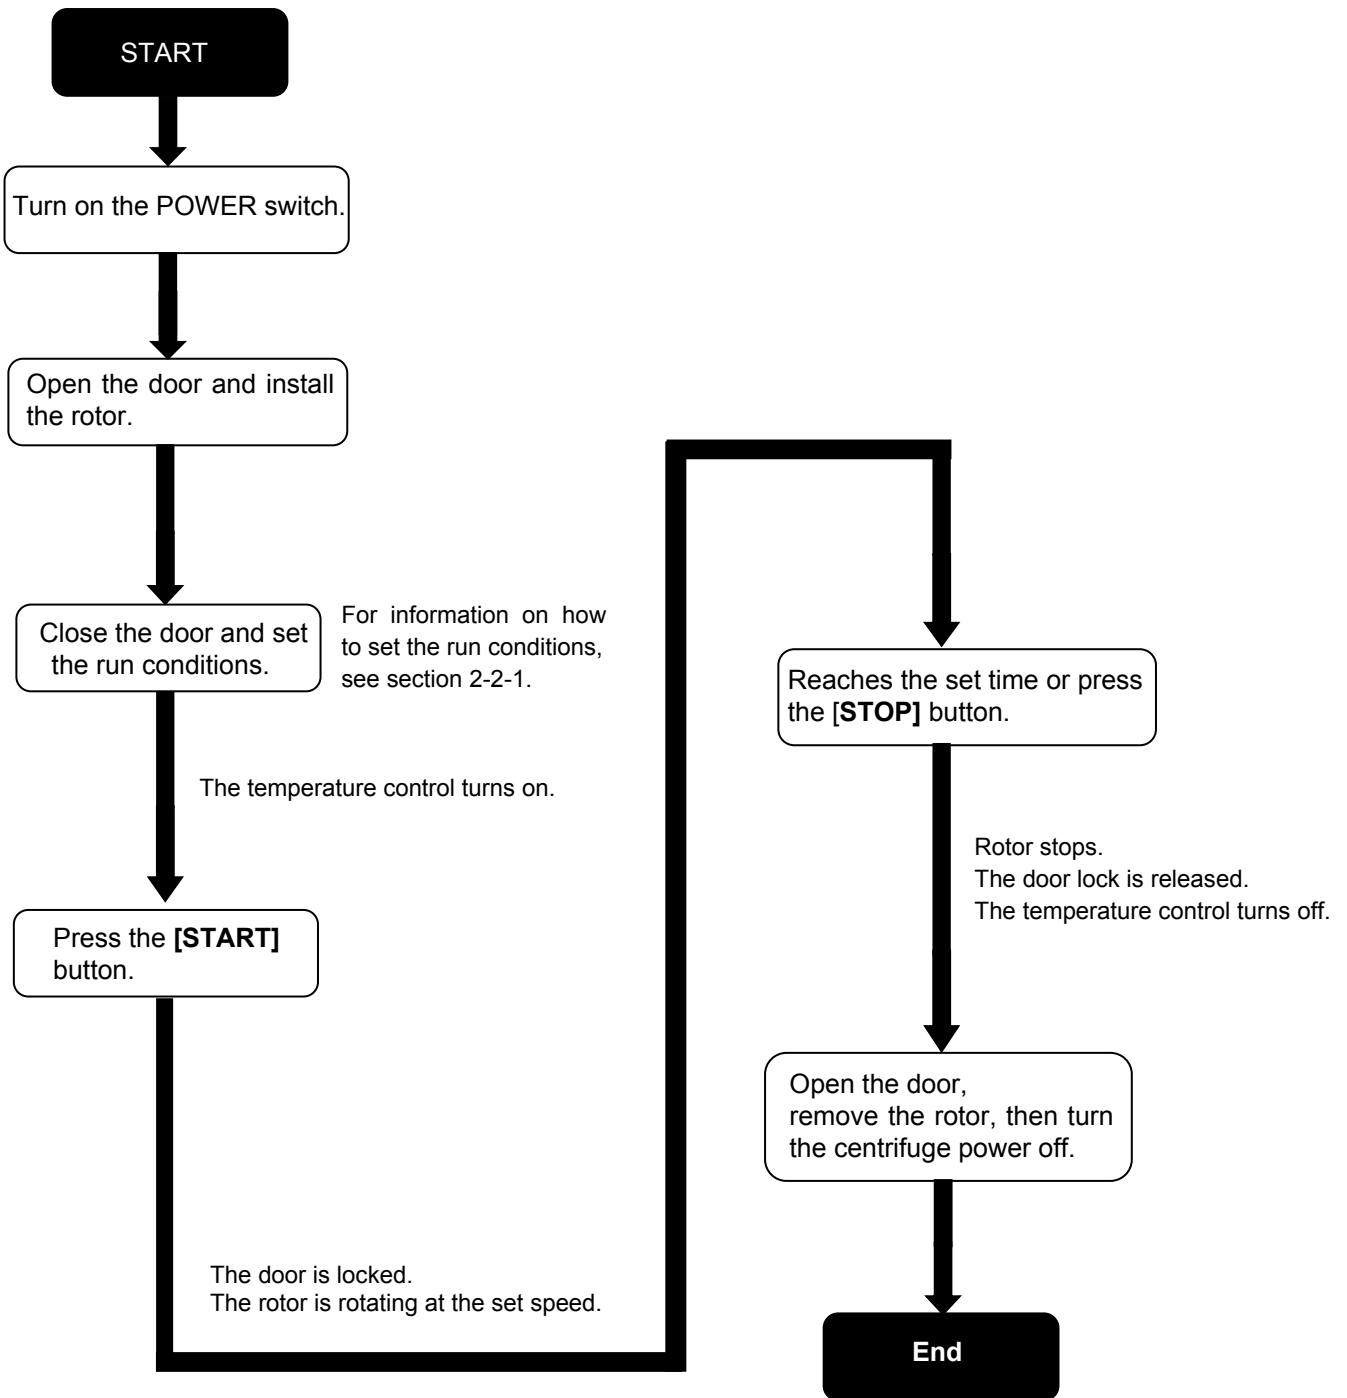 START
Turn on the POWER switch.
Open the door and install
the rotor.
Close the door and set
the run conditions.
For information on how
to set the run conditions,
see section 2-2-1.
The temperature control turns on.
Press the [START]
button.
The door is locked.
The rotor is rotating at the set speed.
Reaches the set time or press
the [STOP] button.
Rotor stops.
The door lock is released.
The temperature control turns off.
Open the door,
remove the rotor, then turn
the centrifuge power off.
End